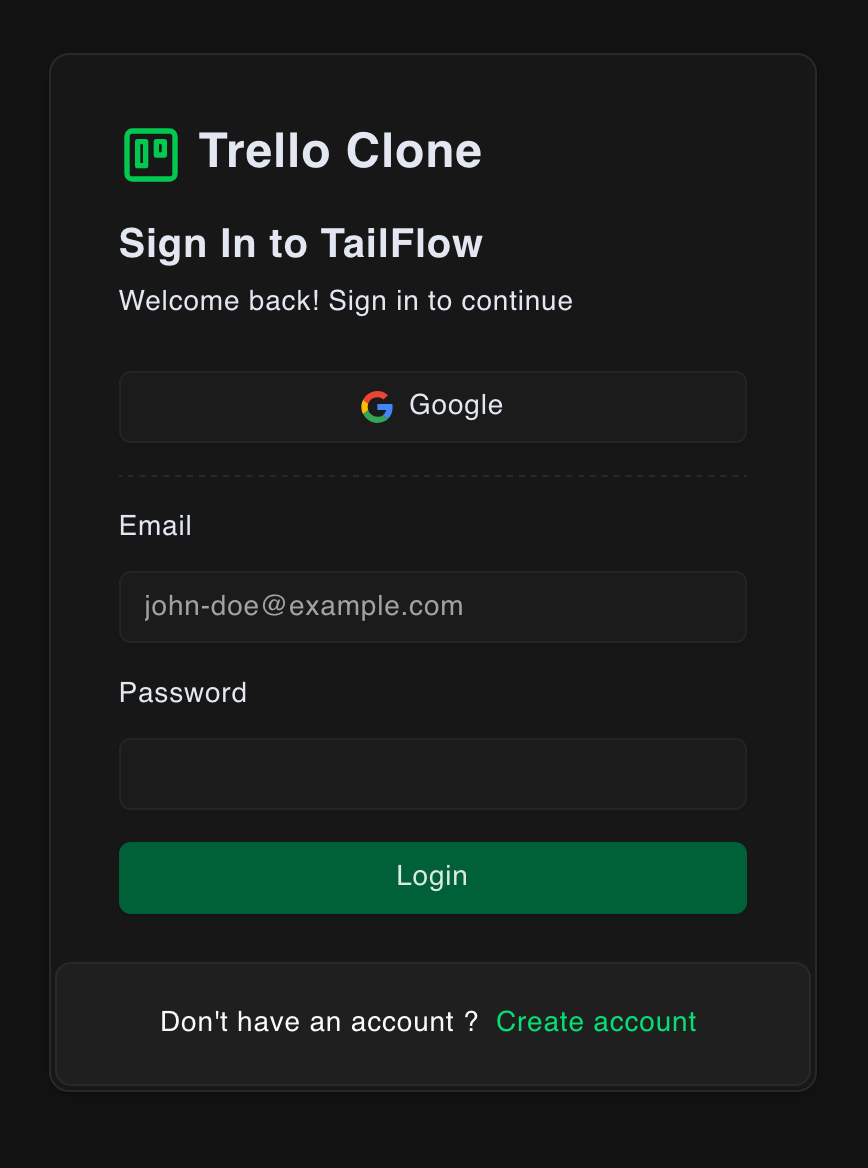 Trello Clone
Sign In to TailFlow
Welcome back! Sign in to continue
Google
Email
john-doe@example.com
Password
Login
Don't have an account ? Create account